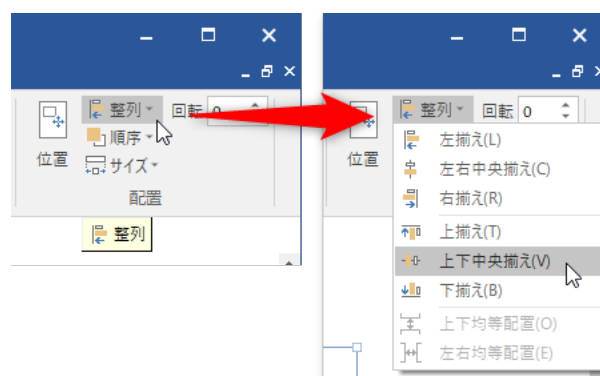 整列
回転 0
順序
位置
サイズ
配置
整列
整列
回転 0
位置
左揃え(L)
左右中央揃え(C)
右揃え(R)
上揃え(T)
上下中央揃え(V)
下揃え(B)
上下均等配置(O)
左右均等配置(E)